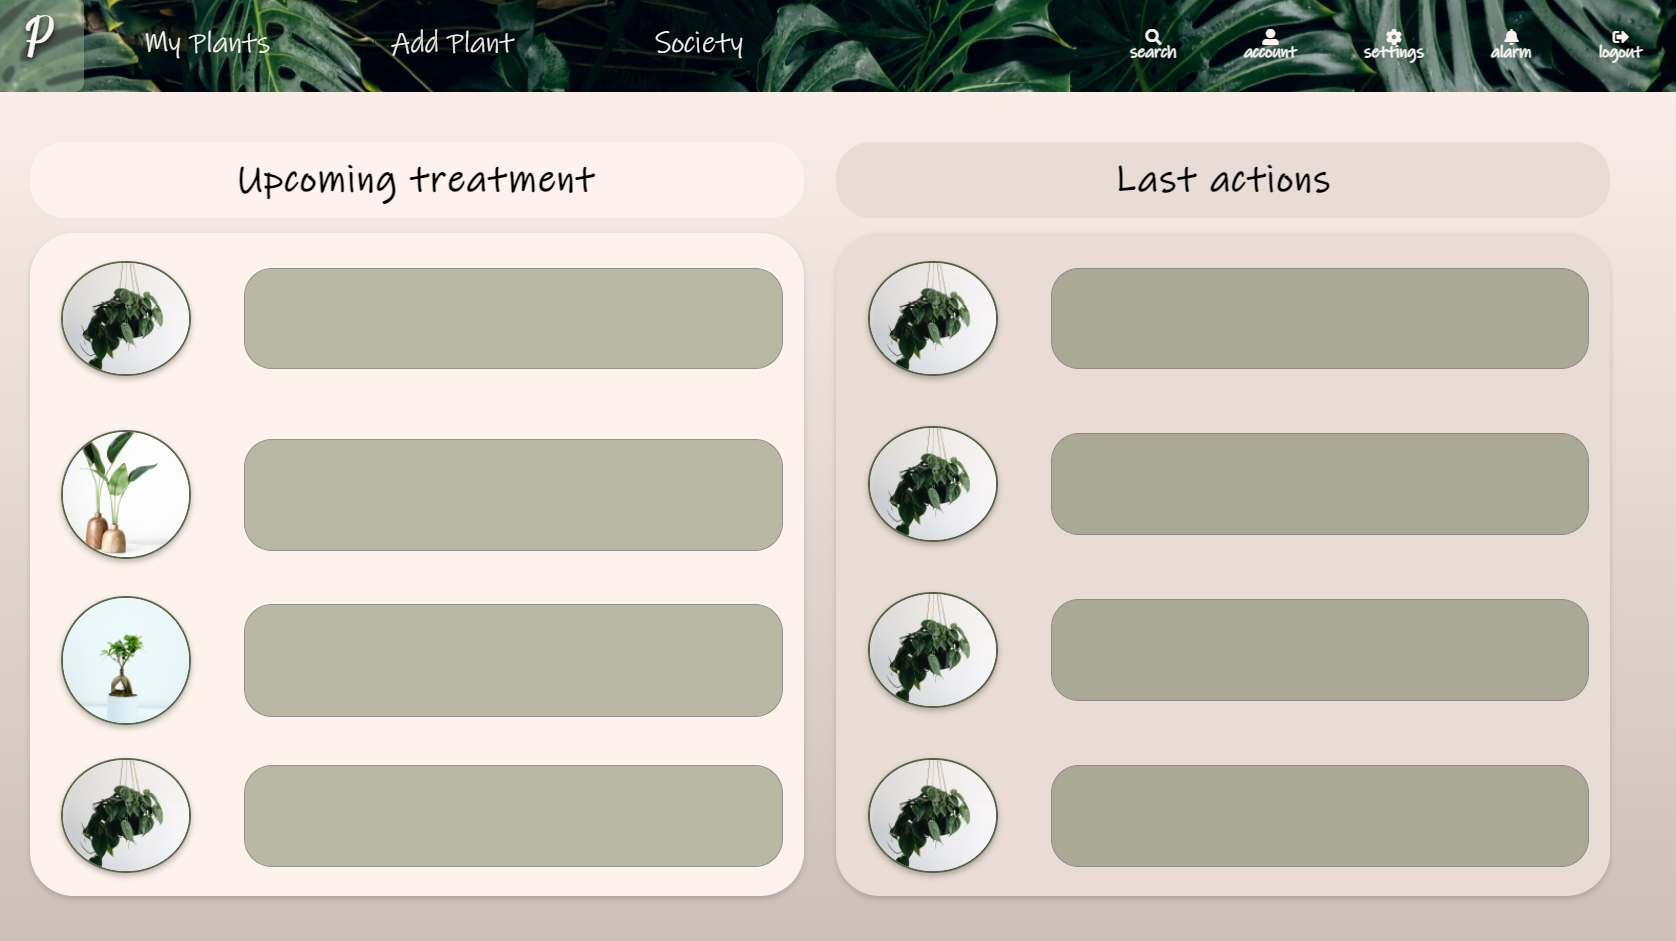 P
My Plants
Add Plant
Society
search
account
settings
alarm
logout
Upcoming treatment
Last actions